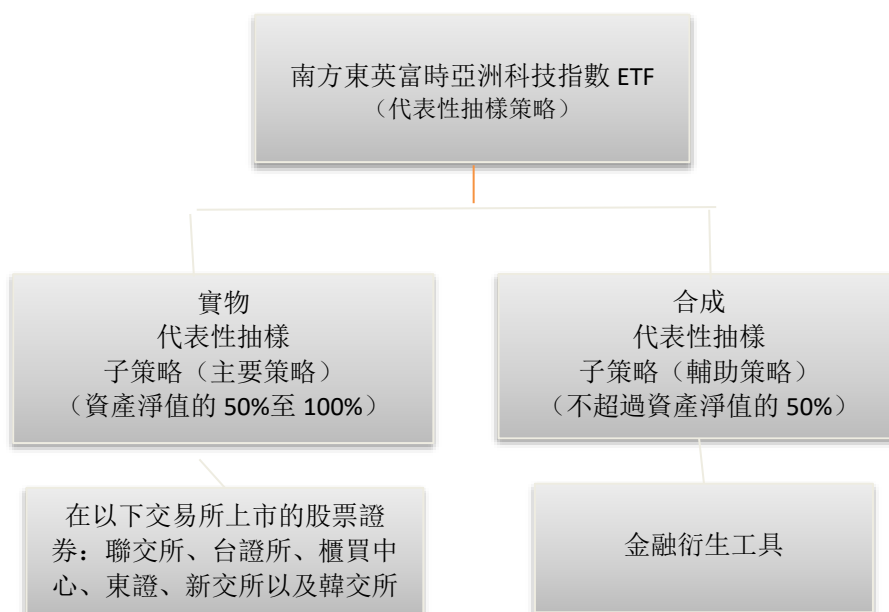 南方東英富時亞洲科技指數 ETF
（代表性抽樣策略）
實物
代表性抽樣
子策略（主要策略）
（資產淨值的 50%至 100%）
合成
代表性抽樣
子策略（輔助策略）
（不超過資產淨值的 50%）
在以下交易所上市的股票證
券：聯交所、台證所、櫃買中
心、東證、新交所以及韓交所
金融衍生工具